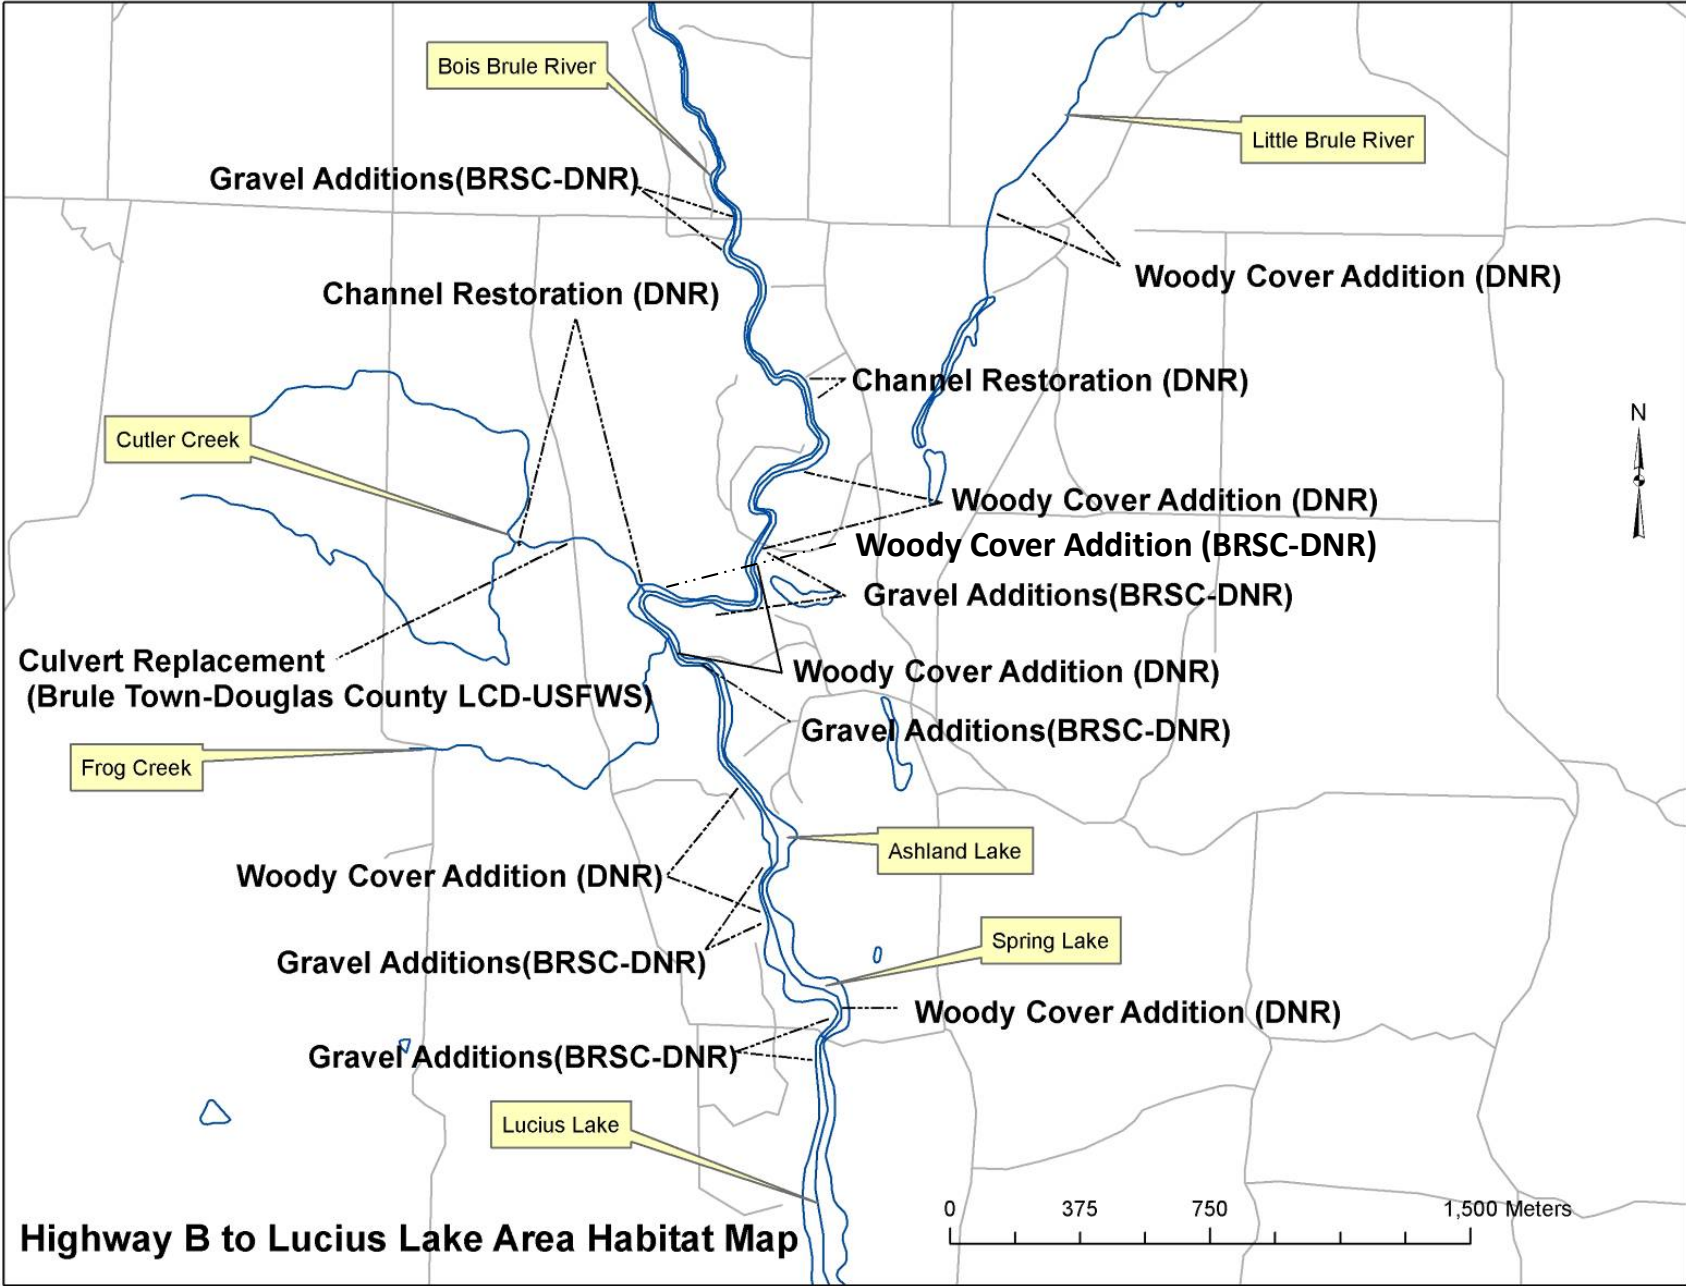 Bois Brule River
Little Brule River
Gravel Additions(BRSC-DNR)
Woody Cover Addition (DNR)
Channel Restoration (DNR)
Channel Restoration (DNR)
N
Cutler Creek
Woody Cover Addition (DNR)
Woody Cover Addition (BRSC-DNR)
Gravel Additions(BRSC-DNR)
Culvert Replacement
(Brule Town-Douglas County LCD-USFWS)
Woody Cover Addition (DNR)
Gravel Additions(BRSC-DNR)
Frog Creek
Ashland Lake
Woody Cover Addition (DNR)
Spring Lake
Gravel Additions(BRSC-DNR)
Woody Cover Addition (DNR)
Gravel Additions(BRSC-DNR)
Lucius Lake
0 375 750 1,500 Meters
Highway B to Lucius Lake Area Habitat Map